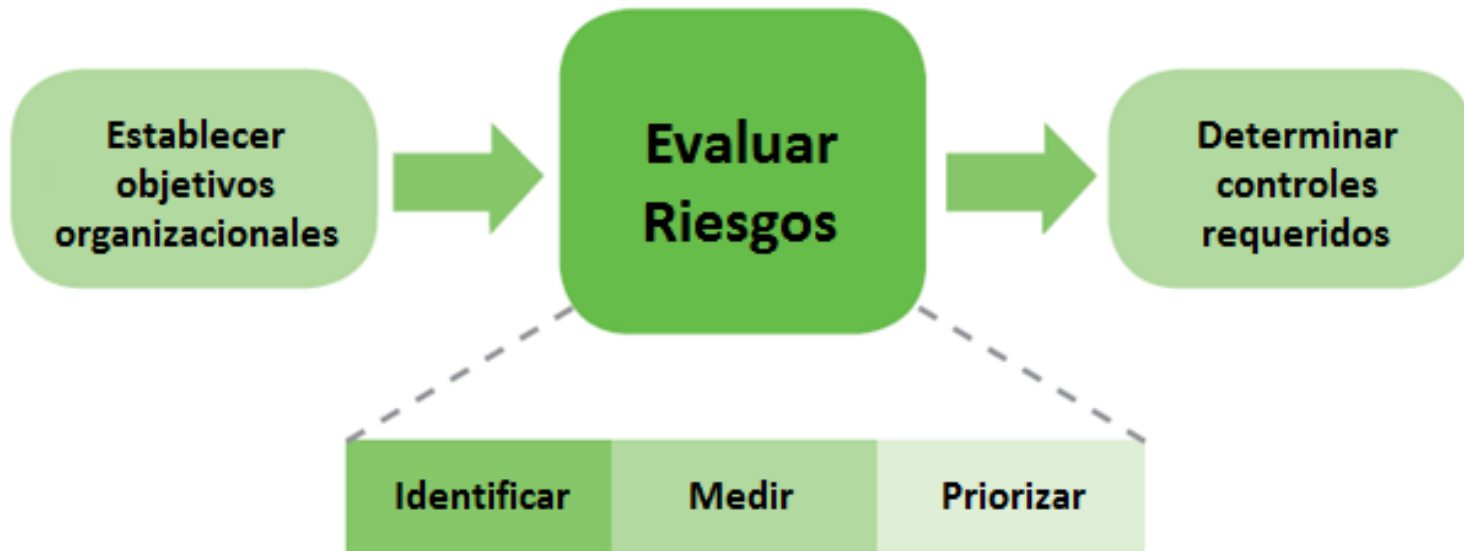 Establecer
objetivos
organizacionales
Evaluar
Riesgos
Determinar
controles
requeridos
Identificar
Medir
Priorizar